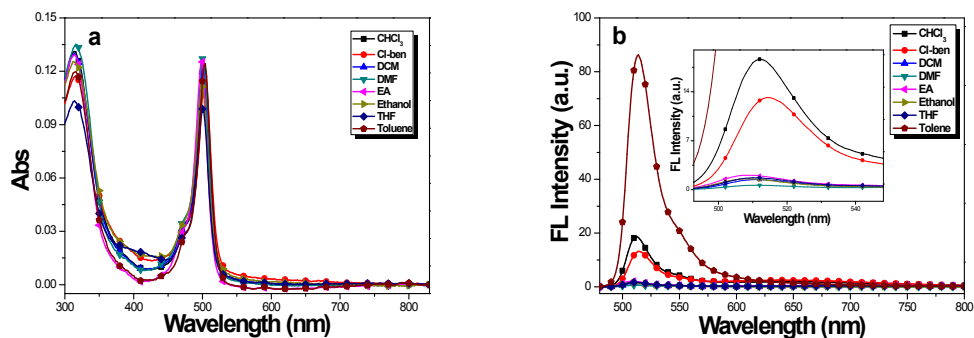 a
Abs
0.15
0.12
0.09
0.06
0.03
0.00
300 400 500 600 700 800
Wavelength (nm)
CHCl3
Cl-ben
DCM
DMF
EA
Ethanol
THF
Toluene
b
FL Intensity (a.u.)
100
80
60
40
20
0
500 550 600 650 700 750 800
Wavelength (nm)
FL Intensity (a.u.)
14
7
0
500 520 540
Wavelength (nm)
CHCl3
Cl-ben
DCM
DMF
EA
Ethanol
THF
Tolene